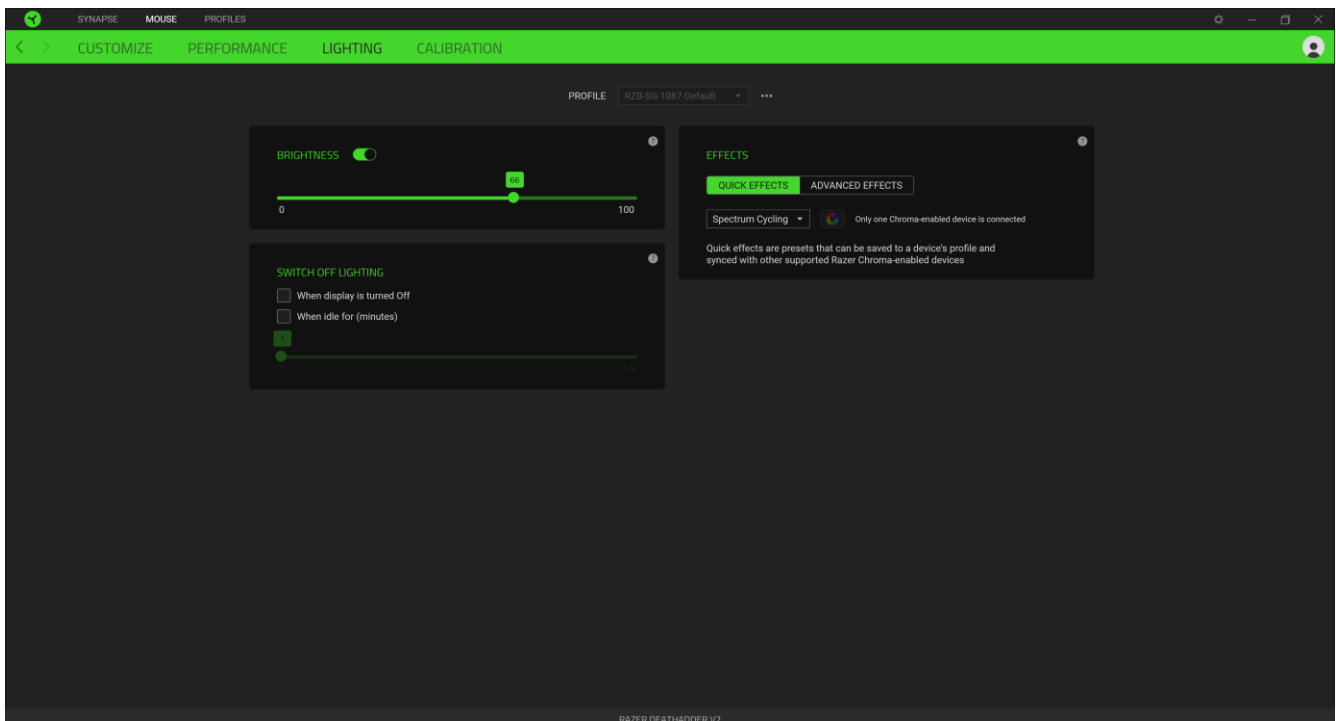 SYNAPSE MOUSE PROFILES
CUSTOMIZE PERFORMANCE LIGHTING CALIBRATION
PROFILE RZB-SG-1087-Default
BRIGHTNESS
66
0 100
SWITCH OFF LIGHTING
When display is turned Off
When idle for (minutes)
1
1 15
EFFECTS
QUICK EFFECTS ADVANCED EFFECTS
Spectrum Cycling Only one Chroma-enabled device is connected
Quick effects are presets that can be saved to a device's profile and
synced with other supported Razer Chroma-enabled devices
RAZER DEATHADDER V2